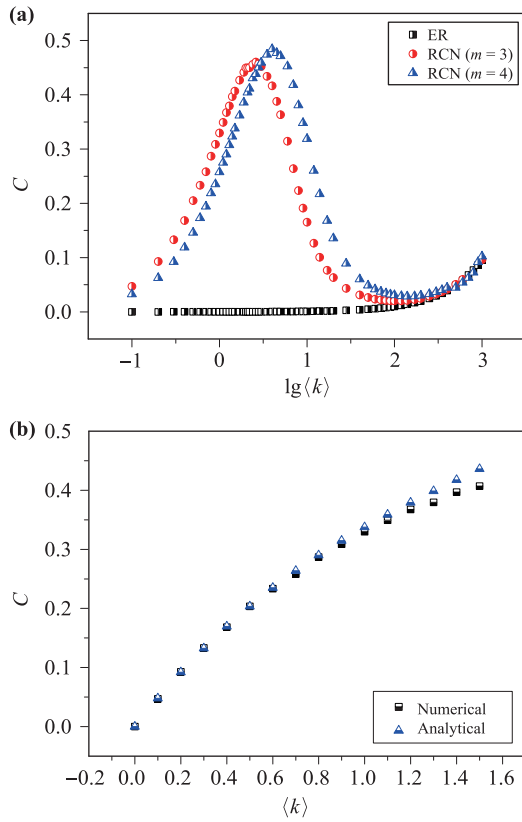 (a)
0.5
0.4
0.3
0.2
0.1
0.0
C
−1
0
1
2
3
lg⟨k⟩
ER
RCN (m = 3)
RCN (m = 4)
(b)
0.5
0.4
0.3
0.2
0.1
0.0
C
−0.2
0.0
0.2
0.4
0.6
0.8
1.0
1.2
1.4
1.6
⟨k⟩
Numerical
Analytical